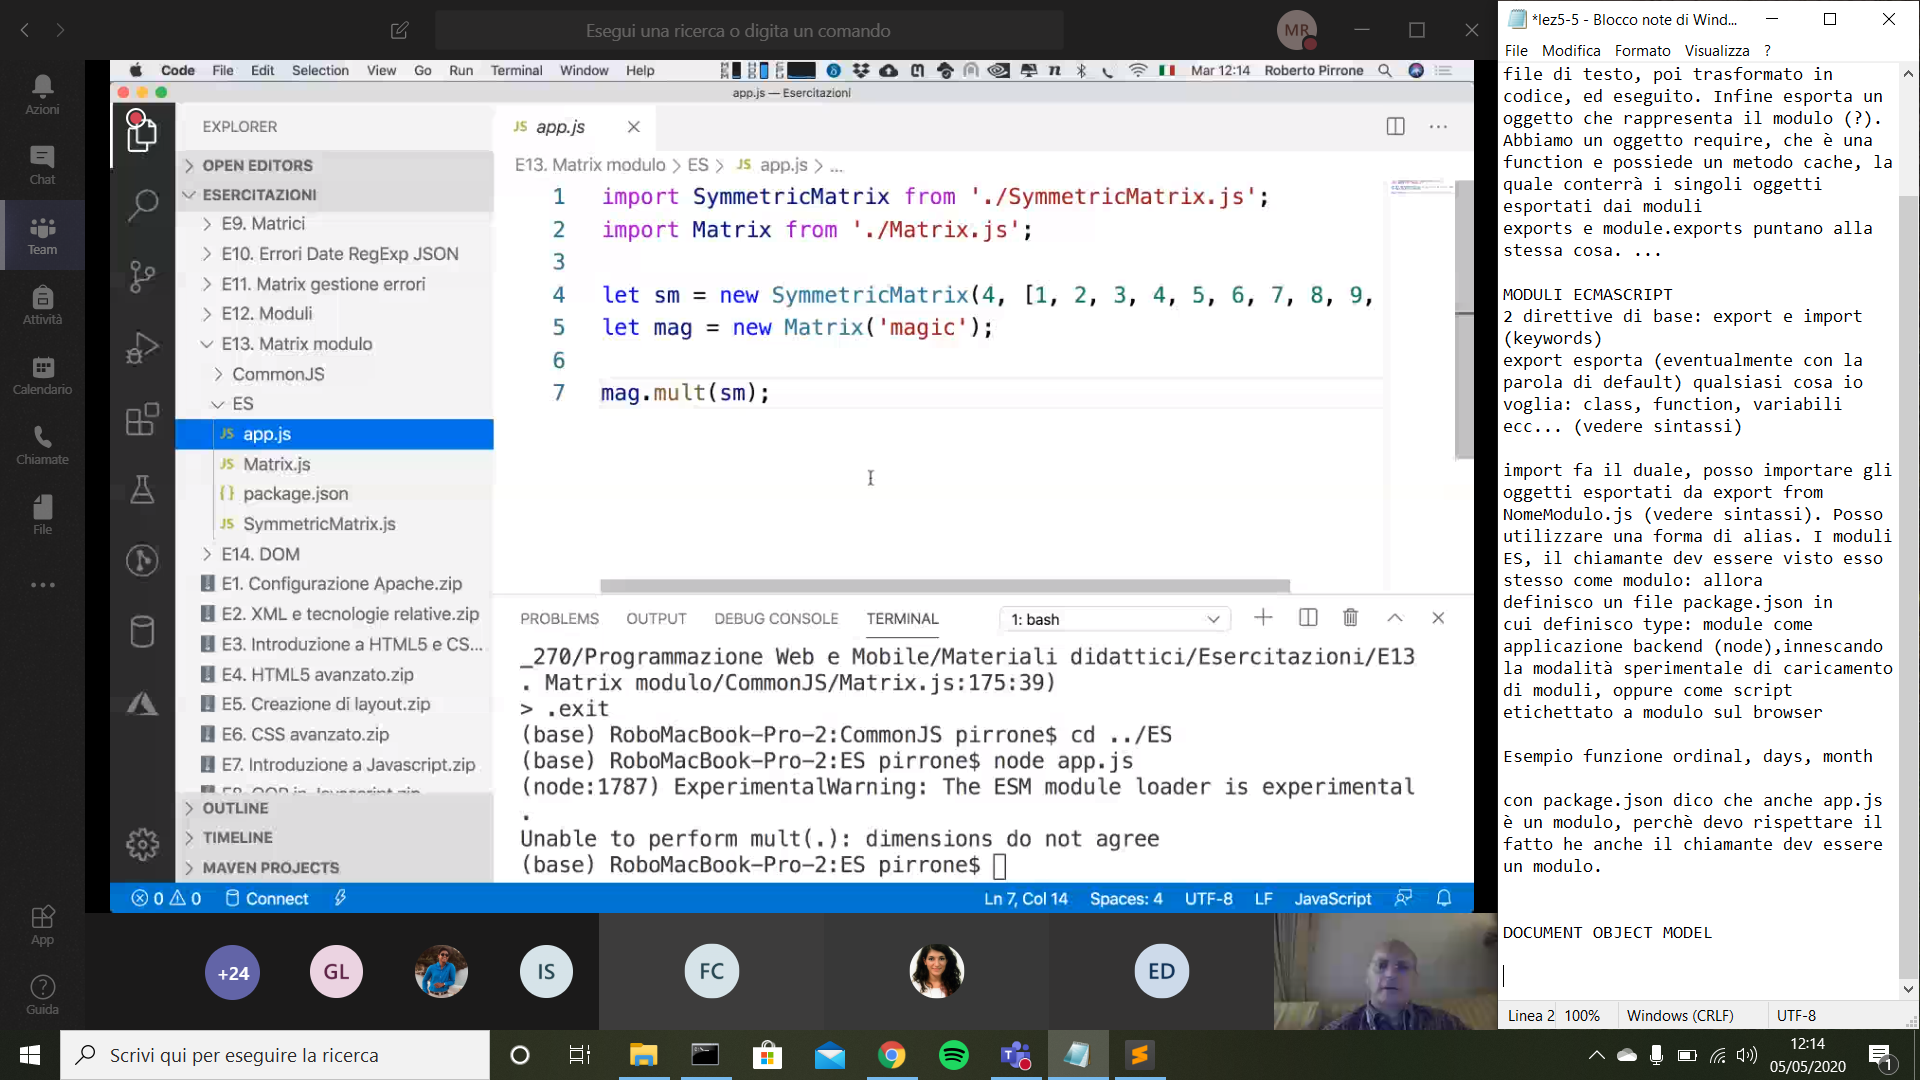 Esegui una ricerca o digita un comando
MR
Azioni
Chat
Team
Attività
Calendario
Chiamate
File
App
Guida
Code File Edit Selection View Go Run Terminal Window Help
Mar 12:14 Roberto Pirrone
app.js — Esercitazioni
EXPLORER
OPEN EDITORS
ESERCITAZIONI
E9. Matrici
E10. Errori Date RegExp JSON
E11. Matrix gestione errori
E12. Moduli
E13. Matrix modulo
CommonJS
ES
JS app.js
JS Matrix.js
{} package.json
JS SymmetricMatrix.js
E14. DOM
E1. Configurazione Apache.zip
E2. XML e tecnologie relative.zip
E3. Introduzione a HTML5 e CS...
E4. HTML5 avanzato.zip
E5. Creazione di layout.zip
E6. CSS avanzato.zip
E7. Introduzione a Javascript.zip
OUTLINE
TIMELINE
MAVEN PROJECTS
JS app.js
E13. Matrix modulo > ES > JS app.js > ...
1 import SymmetricMatrix from './SymmetricMatrix.js';
2 import Matrix from './Matrix.js';
3
4 let sm = new SymmetricMatrix(4, [1, 2, 3, 4, 5, 6, 7, 8, 9,
5 let mag = new Matrix('magic');
6
7 mag.mult(sm);
PROBLEMS OUTPUT DEBUG CONSOLE TERMINAL 1: bash
_270/Programmazione Web e Mobile/Materiali didattici/Esercitazioni/E13
. Matrix modulo/CommonJS/Matrix.js:175:39)
> .exit
(base) RoboMacBook-Pro-2:CommonJS pirrone$ cd ../ES
(base) RoboMacBook-Pro-2:ES pirrone$ node app.js
(node:1787) ExperimentalWarning: The ESM module loader is experimental
.
Unable to perform mult(.): dimensions do not agree
(base) RoboMacBook-Pro-2:ES pirrone$
0 0 Connect
Ln 7, Col 14 Spaces: 4 UTF-8 LF JavaScript
+24 GL IS FC ED
*lez5-5 - Blocco note di Wind...
File Modifica Formato Visualizza ?
file di testo, poi trasformato in
codice, ed eseguito. Infine esporta un
oggetto che rappresenta il modulo (?).
Abbiamo un oggetto require, che è una
function e possiede un metodo cache, la
quale conterrà i singoli oggetti
esportati dai moduli
exports e module.exports puntano alla
stessa cosa. ...
MODULI ECMASCRIPT
2 direttive di base: export e import
(keywords)
export esporta (eventualmente con la
parola di default) qualsiasi cosa io
voglia: class, function, variabili
ecc... (vedere sintassi)
import fa il duale, posso importare gli
oggetti esportati da export from
NomeModulo.js (vedere sintassi). Posso
utilizzare una forma di alias. I moduli
ES, il chiamante dev essere visto esso
stesso come modulo: allora
definisco un file package.json in
cui definisco type: module come
applicazione backend (node),innescando
la modalità sperimentale di caricamento
di moduli, oppure come script
etichettato a modulo sul browser
Esempio funzione ordinal, days, month
con package.json dico che anche app.js
è un modulo, perchè devo rispettare il
fatto he anche il chiamante dev essere
un modulo.
DOCUMENT OBJECT MODEL
Linea 2 100% Windows (CRLF) UTF-8
Scrivi qui per eseguire la ricerca
12:14
05/05/2020
1